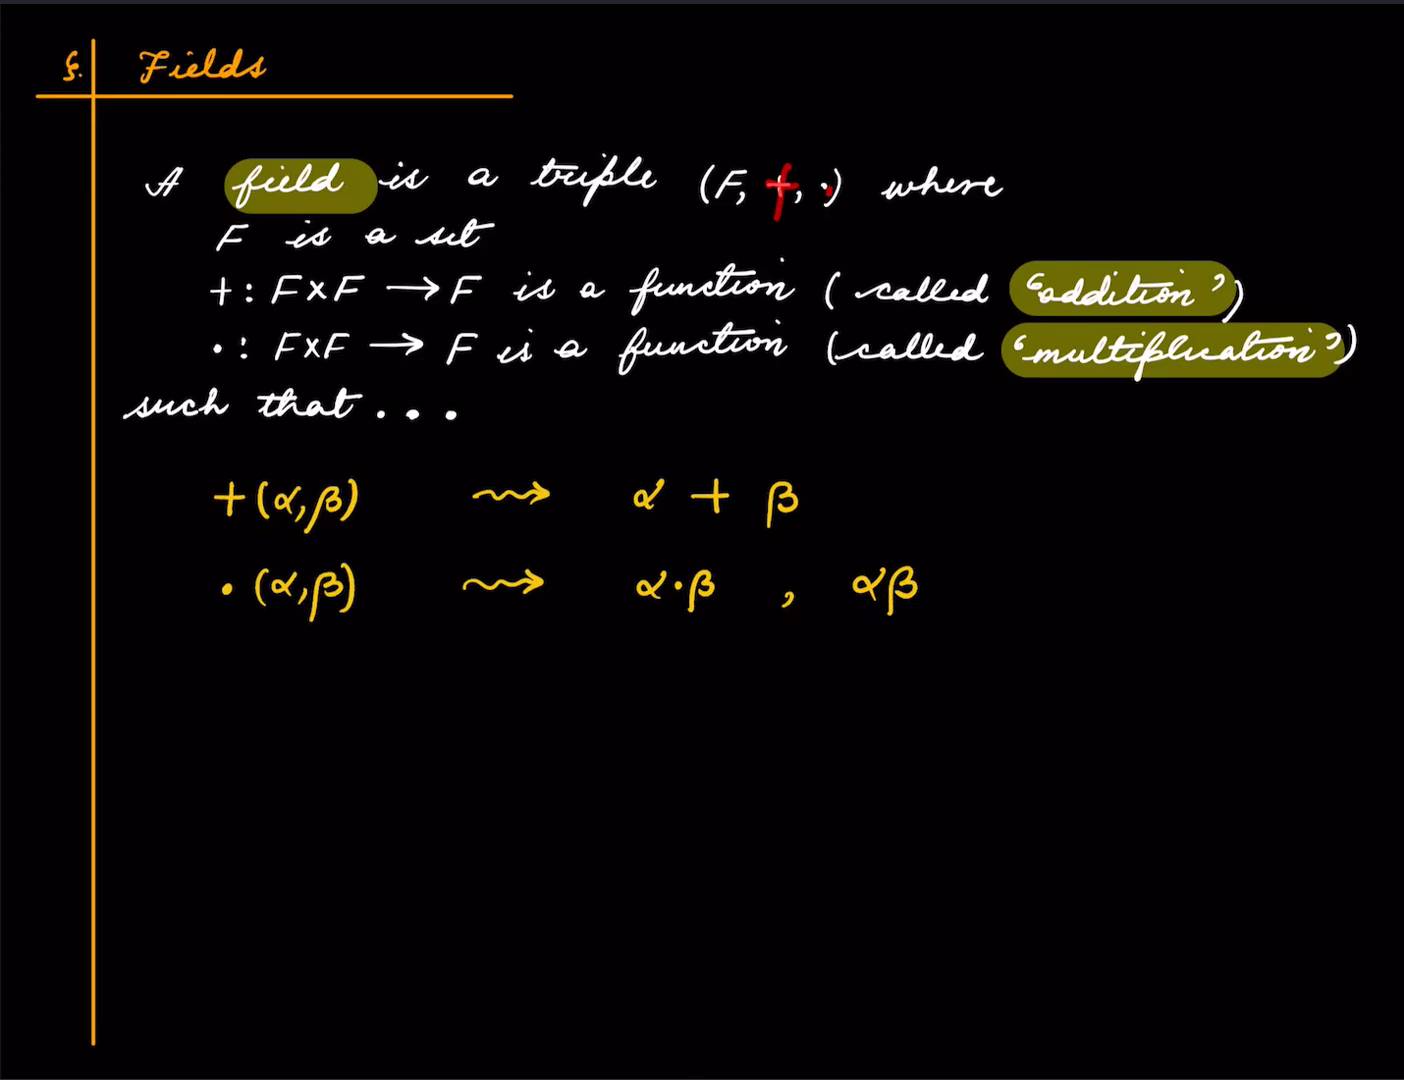 §. Fields
A field is a triple (F, +, ·) where
F is a set
+ : F×F → F is a function (called "addition")
· : F×F → F is a function (called "multiplication")
such that ...
+(α,β) ⇝ α + β
·(α,β) ⇝ α·β , αβ